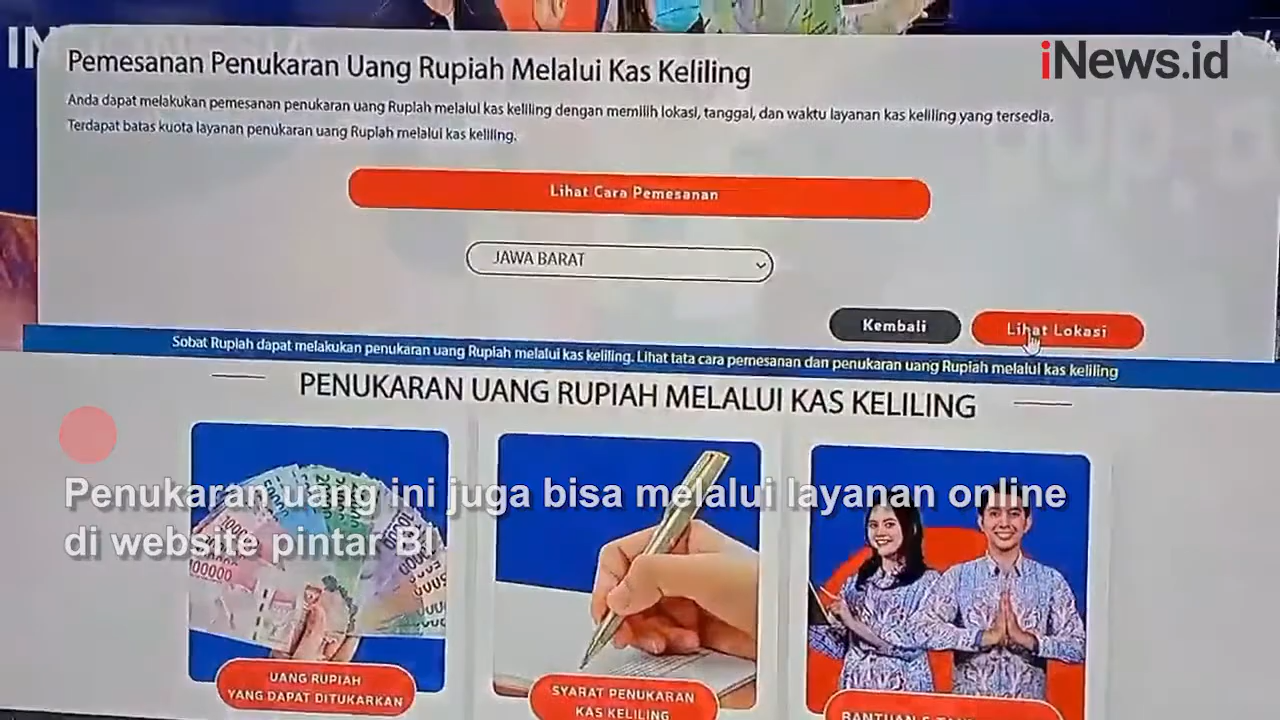 iNews.id
Pemesanan Penukaran Uang Rupiah Melalui Kas Keliling
Anda dapat melakukan pemesanan penukaran uang Rupiah melalui kas keliling dengan memilih lokasi, tanggal, dan waktu layanan kas keliling yang tersedia.
Terdapat batas kuota layanan penukaran uang Rupiah melalui kas keliling.
Lihat Cara Pemesanan
JAWA BARAT
Kembali
Lihat Lokasi
Sobat Rupiah dapat melakukan penukaran uang Rupiah melalui kas keliling. Lihat tata cara pemesanan dan penukaran uang Rupiah melalui kas keliling
PENUKARAN UANG RUPIAH MELALUI KAS KELILING
Penukaran uang ini juga bisa melalui layanan online
di website pintar BI
100000
UANG RUPIAH
YANG DAPAT DITUKARKAN
SYARAT PENUKARAN
KAS KELILING
BANTUAN &